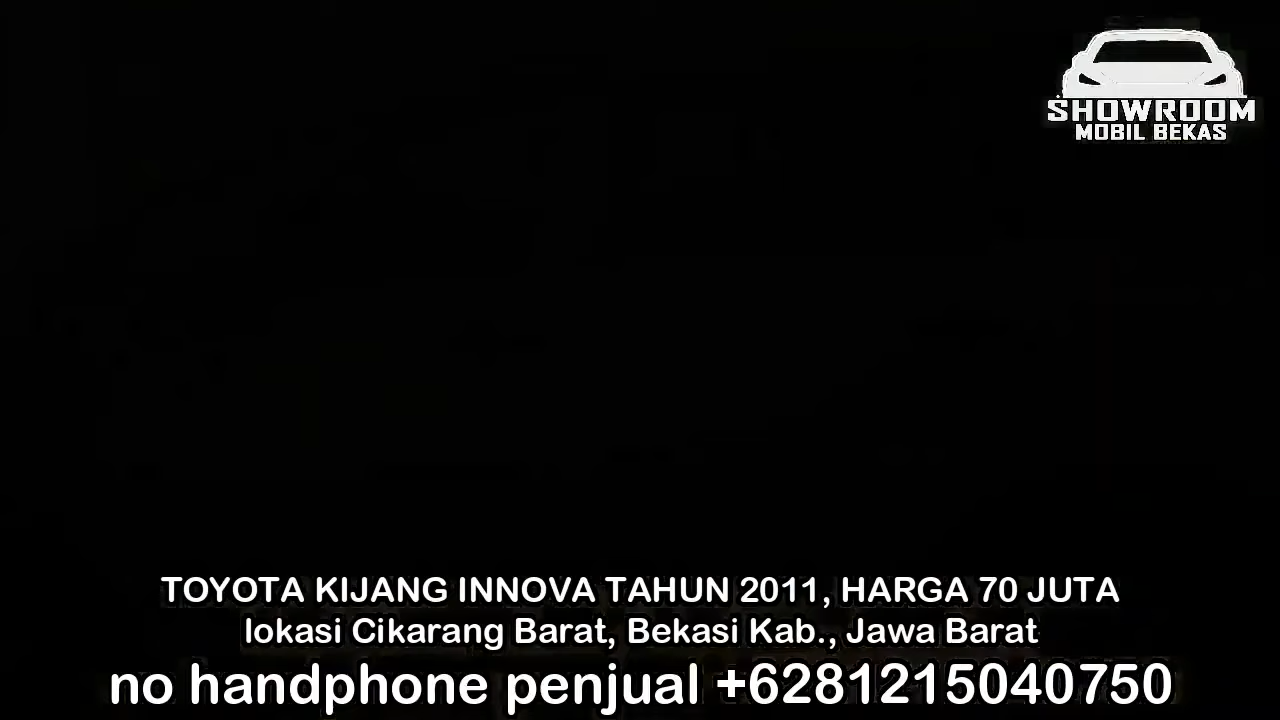 SHOWROOM
MOBIL BEKAS
TOYOTA KIJANG INNOVA TAHUN 2011, HARGA 70 JUTA
lokasi Cikarang Barat, Bekasi Kab., Jawa Barat
no handphone penjual +6281215040750